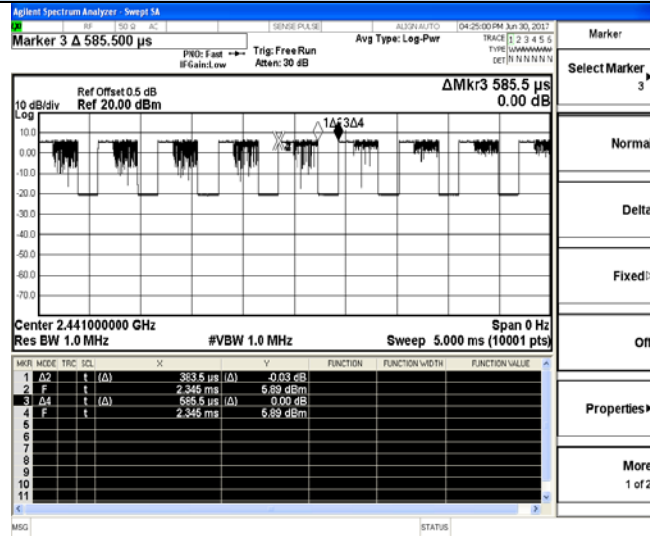 Agilent Spectrum Analyzer - Swept SA
RF 50 Ω AC SENSE:PULSE ALIGN AUTO 04:25:00 PM Jun 30, 2017
Marker 3 Δ 585.500 µs
PNO: Fast
IFGain:Low
Trig: Free Run
Atten: 30 dB
Avg Type: Log-Pwr
TRACE 1 2 3 4 5 6
TYPE
DET N N N N N N
Ref Offset 0.5 dB
10 dB/div Ref 20.00 dBm
ΔMkr3 585.5 µs
0.00 dB
Log
10.0
0.00
-10.0
-20.0
-30.0
-40.0
-50.0
-60.0
-70.0
3Δ4
Center 2.441000000 GHz Span 0 Hz
Res BW 1.0 MHz #VBW 1.0 MHz Sweep 5.000 ms (10001 pts)
MKR MODE TRC SCL X Y FUNCTION FUNCTION WIDTH FUNCTION VALUE
1 Δ2 t (Δ) 383.5 µs (Δ) -0.03 dB
2 F t 2.345 ms 5.89 dBm
3 Δ4 t (Δ) 585.5 µs (Δ) 0.00 dB
4 F t 2.345 ms 5.89 dBm
5
6
7
8
9
10
11
MSG STATUS
Marker
Select Marker
3
Normal
Delta
Fixed
Off
Properties
More
1 of 2